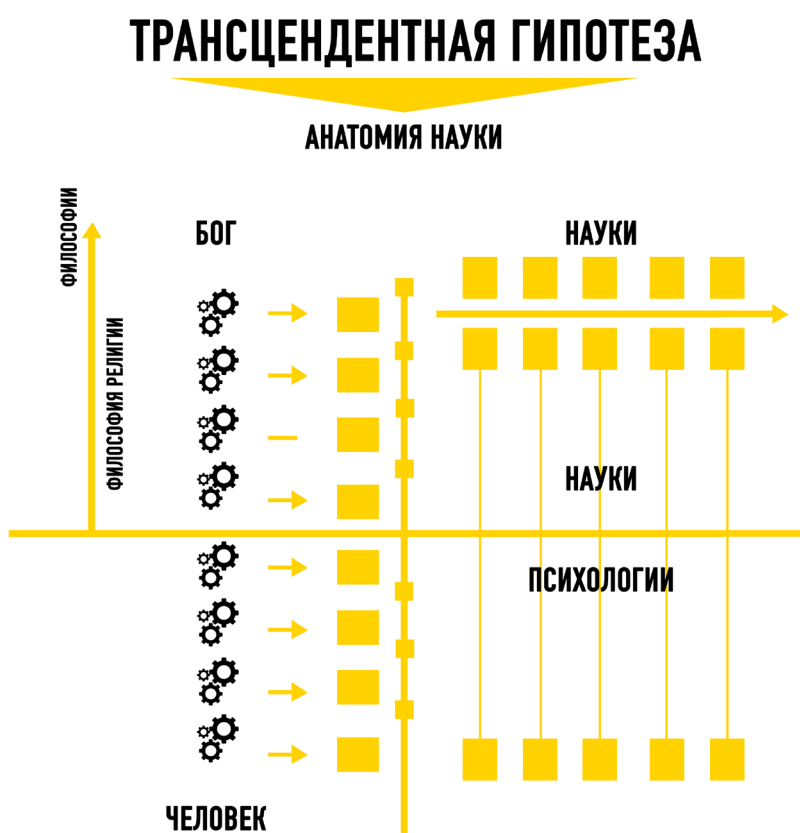 ТРАНСЦЕНДЕНТНАЯ ГИПОТЕЗА
АНАТОМИЯ НАУКИ
ФИЛОСОФИИ
ФИЛОСОФИЯ РЕЛИГИИ
БОГ
НАУКИ
НАУКИ
ПСИХОЛОГИИ
ЧЕЛОВЕК